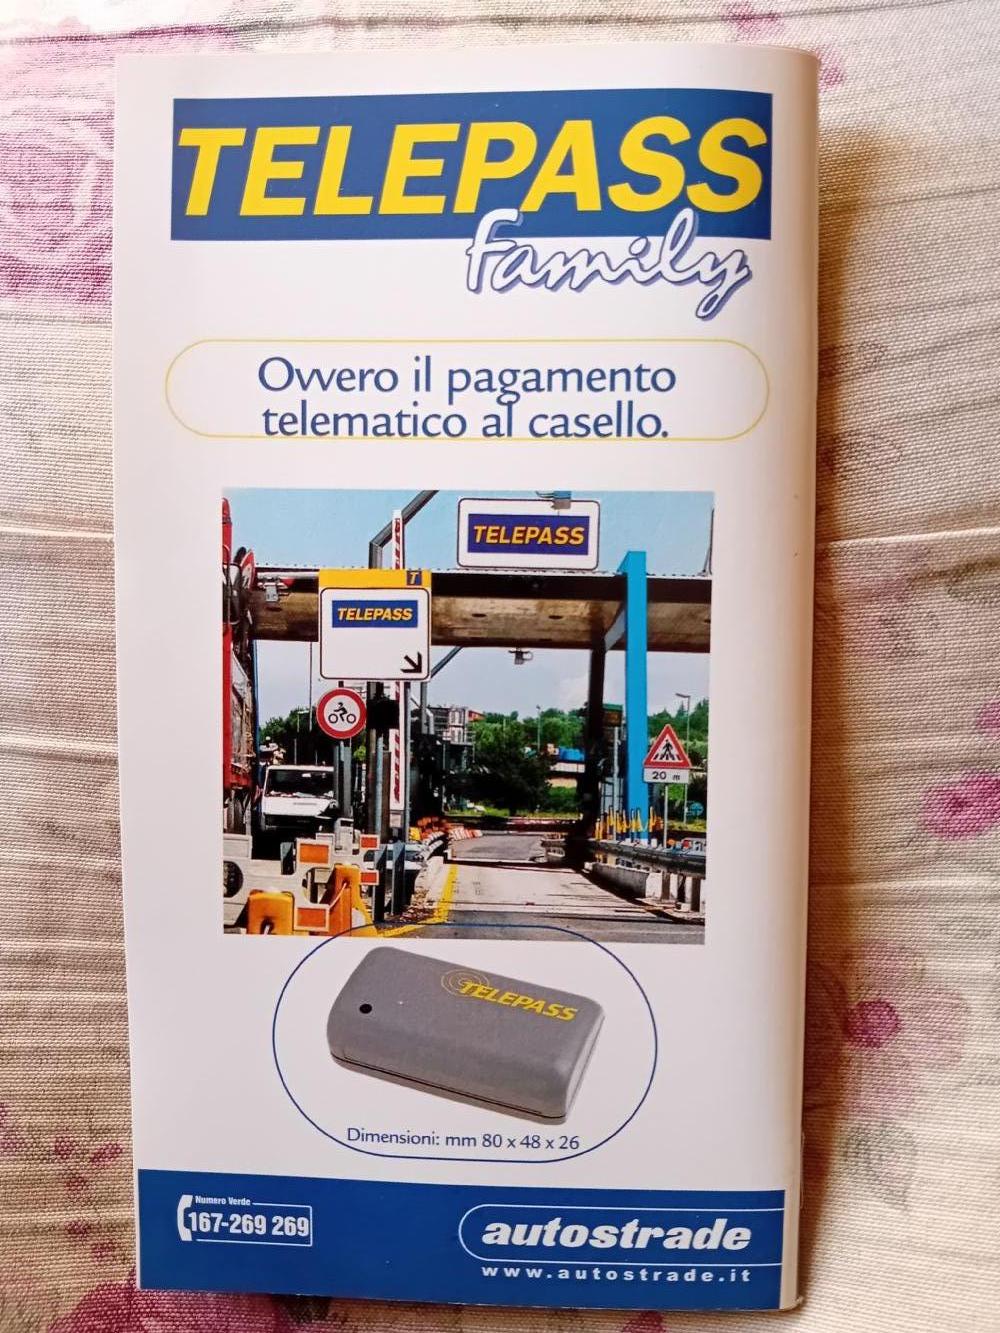 TELEPASS
Family
Ovvero il pagamento
telematico al casello.
TELEPASS
T
TELEPASS
20 m
TELEPASS
Dimensioni: mm 80 x 48 x 26
Numero Verde
167-269 269
autostrade
www.autostrade.it